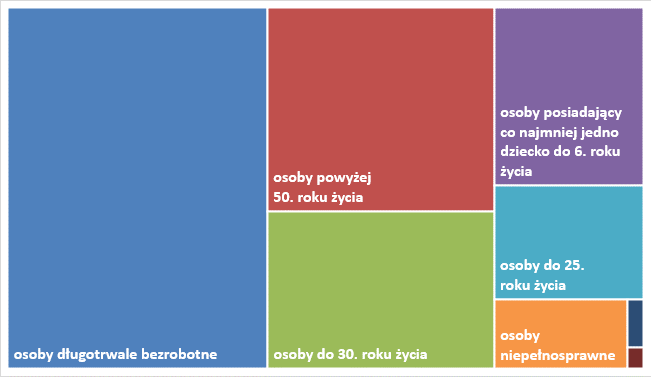 osoby długotrwale bezrobotne
osoby powyżej
50. roku życia
osoby do 30. roku życia
osoby posiadający
co najmniej jedno
dziecko do 6. roku
życia
osoby do 25.
roku życia
osoby
niepełnosprawne